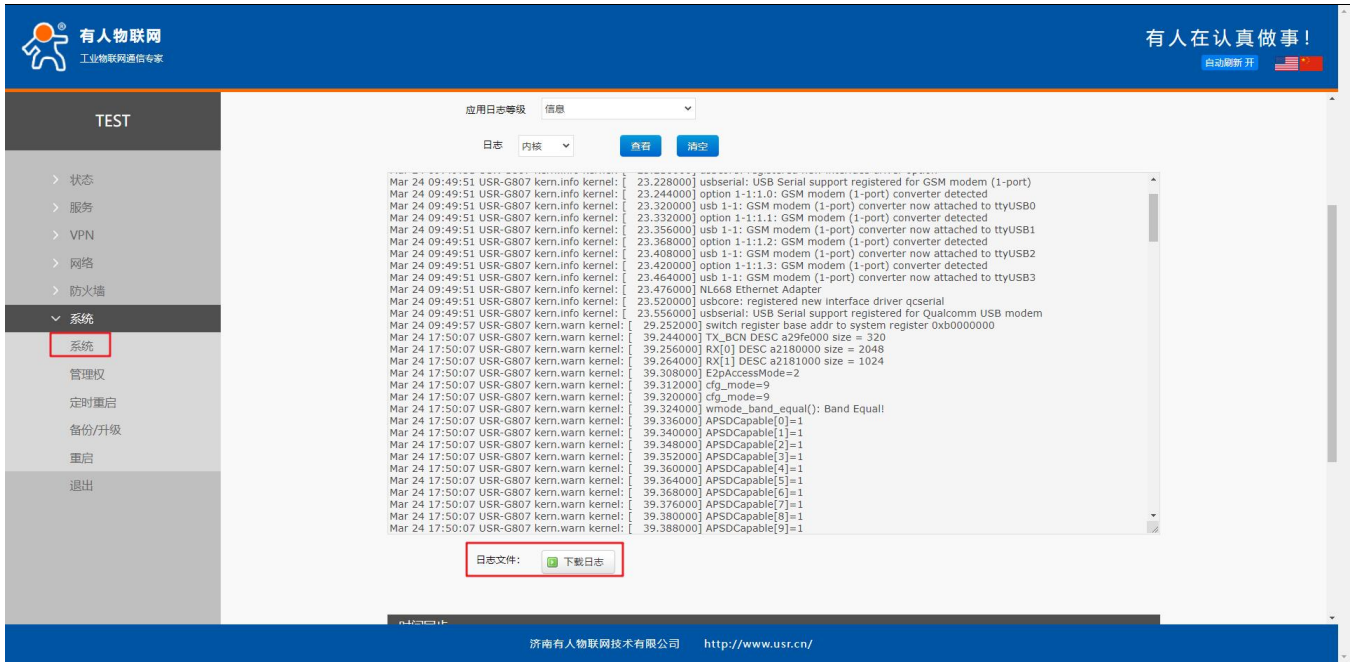 有人物联网
工业物联网通信专家
有人在认真做事！
自动刷新 开
TEST
状态
服务
VPN
网络
防火墙
系统
系统
管理权
定时重启
备份/升级
重启
退出
应用日志等级 信息
日志 内核 查看 清空
Mar 24 09:49:51 USR-G807 kern.info kernel: [ 23.228000] usbserial: USB Serial support registered for GSM modem (1-port)
Mar 24 09:49:51 USR-G807 kern.info kernel: [ 23.244000] option 1-1:1.0: GSM modem (1-port) converter detected
Mar 24 09:49:51 USR-G807 kern.info kernel: [ 23.320000] usb 1-1: GSM modem (1-port) converter now attached to ttyUSB0
Mar 24 09:49:51 USR-G807 kern.info kernel: [ 23.332000] option 1-1:1.1: GSM modem (1-port) converter detected
Mar 24 09:49:51 USR-G807 kern.info kernel: [ 23.356000] usb 1-1: GSM modem (1-port) converter now attached to ttyUSB1
Mar 24 09:49:51 USR-G807 kern.info kernel: [ 23.368000] option 1-1:1.2: GSM modem (1-port) converter detected
Mar 24 09:49:51 USR-G807 kern.info kernel: [ 23.408000] usb 1-1: GSM modem (1-port) converter now attached to ttyUSB2
Mar 24 09:49:51 USR-G807 kern.info kernel: [ 23.420000] option 1-1:1.3: GSM modem (1-port) converter detected
Mar 24 09:49:51 USR-G807 kern.info kernel: [ 23.464000] usb 1-1: GSM modem (1-port) converter now attached to ttyUSB3
Mar 24 09:49:51 USR-G807 kern.info kernel: [ 23.476000] NL668 Ethernet Adapter
Mar 24 09:49:51 USR-G807 kern.info kernel: [ 23.520000] usbcore: registered new interface driver qcserial
Mar 24 09:49:51 USR-G807 kern.info kernel: [ 23.556000] usbserial: USB Serial support registered for Qualcomm USB modem
Mar 24 09:49:57 USR-G807 kern.warn kernel: [ 29.252000] switch register base addr to system register 0xb0000000
Mar 24 17:50:07 USR-G807 kern.warn kernel: [ 39.244000] TX_BCN DESC a29fe000 size = 320
Mar 24 17:50:07 USR-G807 kern.warn kernel: [ 39.256000] RX[0] DESC a2180000 size = 2048
Mar 24 17:50:07 USR-G807 kern.warn kernel: [ 39.264000] RX[1] DESC a2181000 size = 1024
Mar 24 17:50:07 USR-G807 kern.warn kernel: [ 39.308000] E2pAccessMode=2
Mar 24 17:50:07 USR-G807 kern.warn kernel: [ 39.312000] cfg_mode=9
Mar 24 17:50:07 USR-G807 kern.warn kernel: [ 39.320000] cfg_mode=9
Mar 24 17:50:07 USR-G807 kern.warn kernel: [ 39.324000] wmode_band_equal(): Band Equal!
Mar 24 17:50:07 USR-G807 kern.warn kernel: [ 39.336000] APSDCapable[0]=1
Mar 24 17:50:07 USR-G807 kern.warn kernel: [ 39.340000] APSDCapable[1]=1
Mar 24 17:50:07 USR-G807 kern.warn kernel: [ 39.348000] APSDCapable[2]=1
Mar 24 17:50:07 USR-G807 kern.warn kernel: [ 39.352000] APSDCapable[3]=1
Mar 24 17:50:07 USR-G807 kern.warn kernel: [ 39.360000] APSDCapable[4]=1
Mar 24 17:50:07 USR-G807 kern.warn kernel: [ 39.364000] APSDCapable[5]=1
Mar 24 17:50:07 USR-G807 kern.warn kernel: [ 39.368000] APSDCapable[6]=1
Mar 24 17:50:07 USR-G807 kern.warn kernel: [ 39.376000] APSDCapable[7]=1
Mar 24 17:50:07 USR-G807 kern.warn kernel: [ 39.380000] APSDCapable[8]=1
Mar 24 17:50:07 USR-G807 kern.warn kernel: [ 39.388000] APSDCapable[9]=1
日志文件： 下载日志
济南有人物联网技术有限公司 http://www.usr.cn/